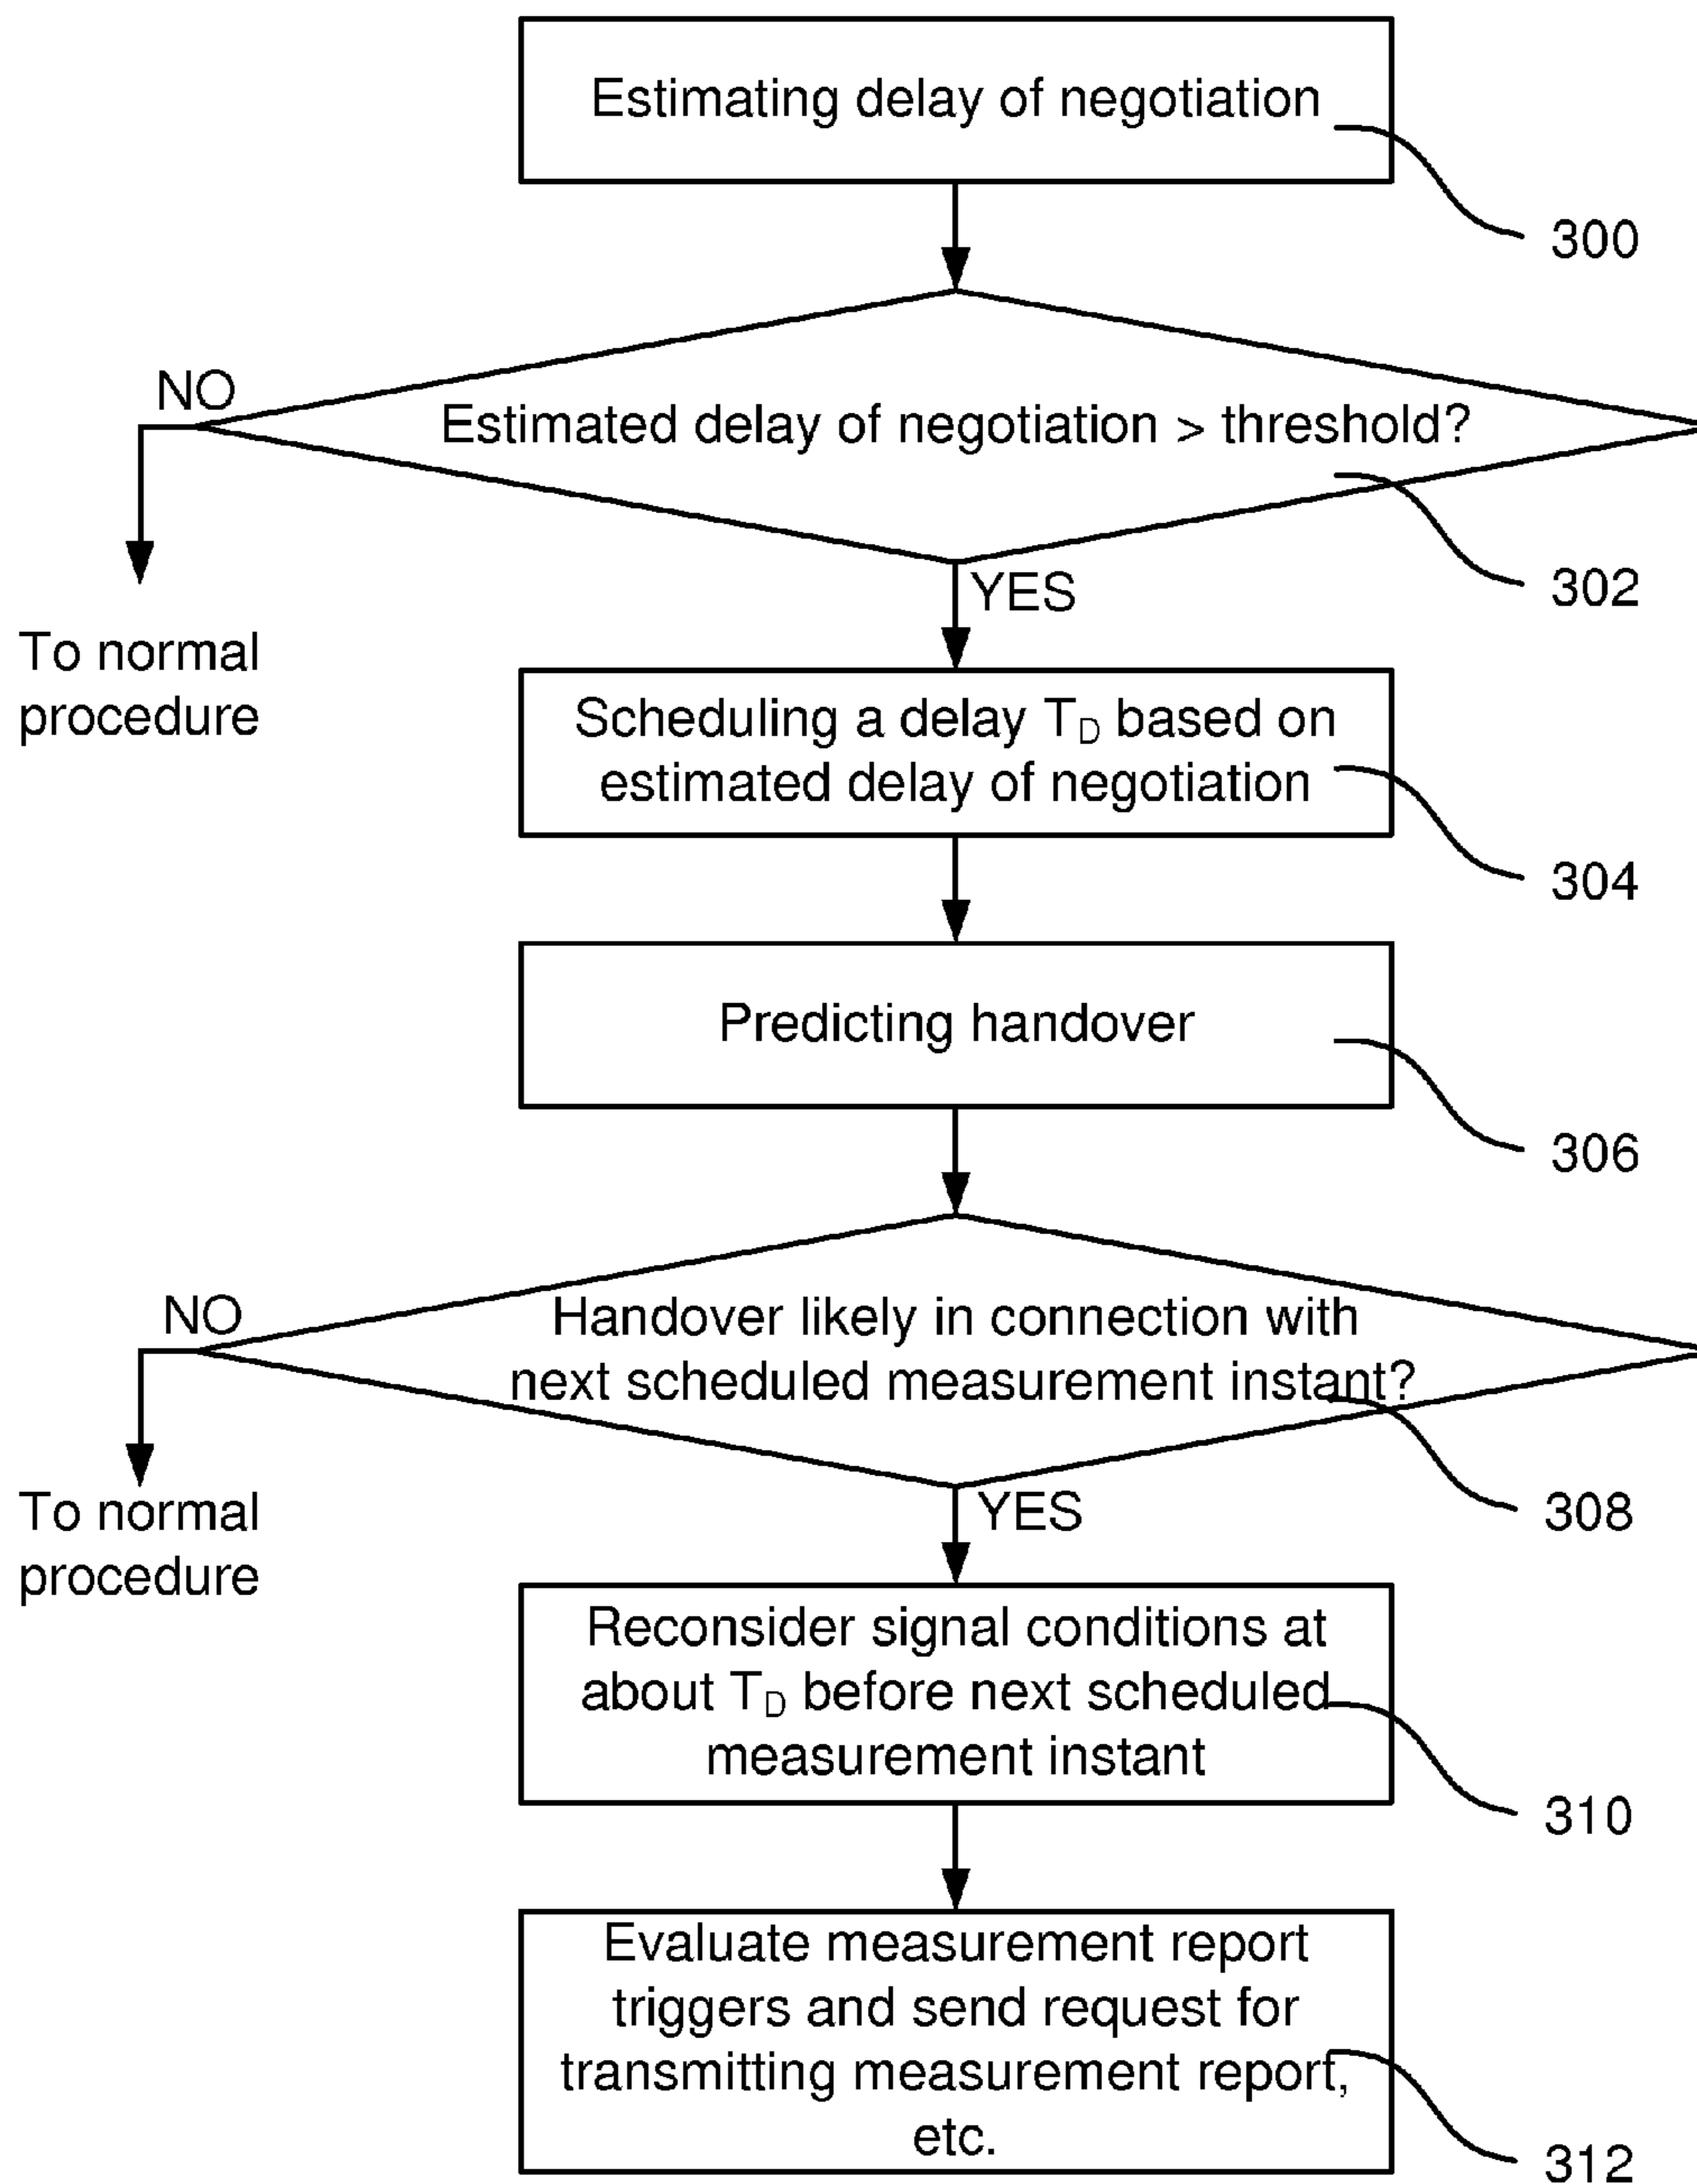 Estimating delay of negotiation
300
NO
Estimated delay of negotiation > threshold?
302
YES
To normal
procedure
Scheduling a delay TD based on
estimated delay of negotiation
304
Predicting handover
306
NO
Handover likely in connection with
next scheduled measurement instant?
308
YES
To normal
procedure
Reconsider signal conditions at
about TD before next scheduled
measurement instant
310
Evaluate measurement report
triggers and send request for
transmitting measurement report,
etc.
312